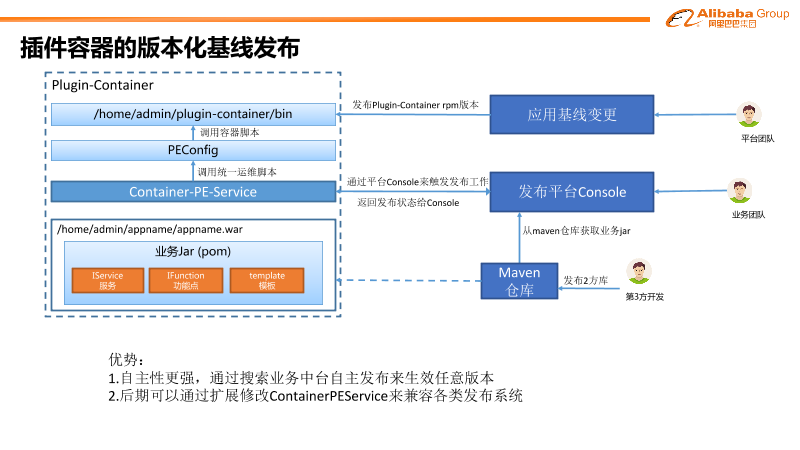 Alibaba Group
阿里巴巴集团
插件容器的版本化基线发布
Plugin-Container
/home/admin/plugin-container/bin
调用容器脚本
PEConfig
调用统一运维脚本
Container-PE-Service
/home/admin/appname/appname.war
业务Jar (pom)
IService
服务
IFunction
功能点
template
模板
发布Plugin-Container rpm版本
应用基线变更
平台团队
通过平台Console来触发发布工作
返回发布状态给Console
发布平台Console
业务团队
从maven仓库获取业务jar
Maven
仓库
发布2方库
第3方开发
优势：
1.自主性更强，通过搜索业务中台自主发布来生效任意版本
2.后期可以通过扩展修改ContainerPEService来兼容各类发布系统